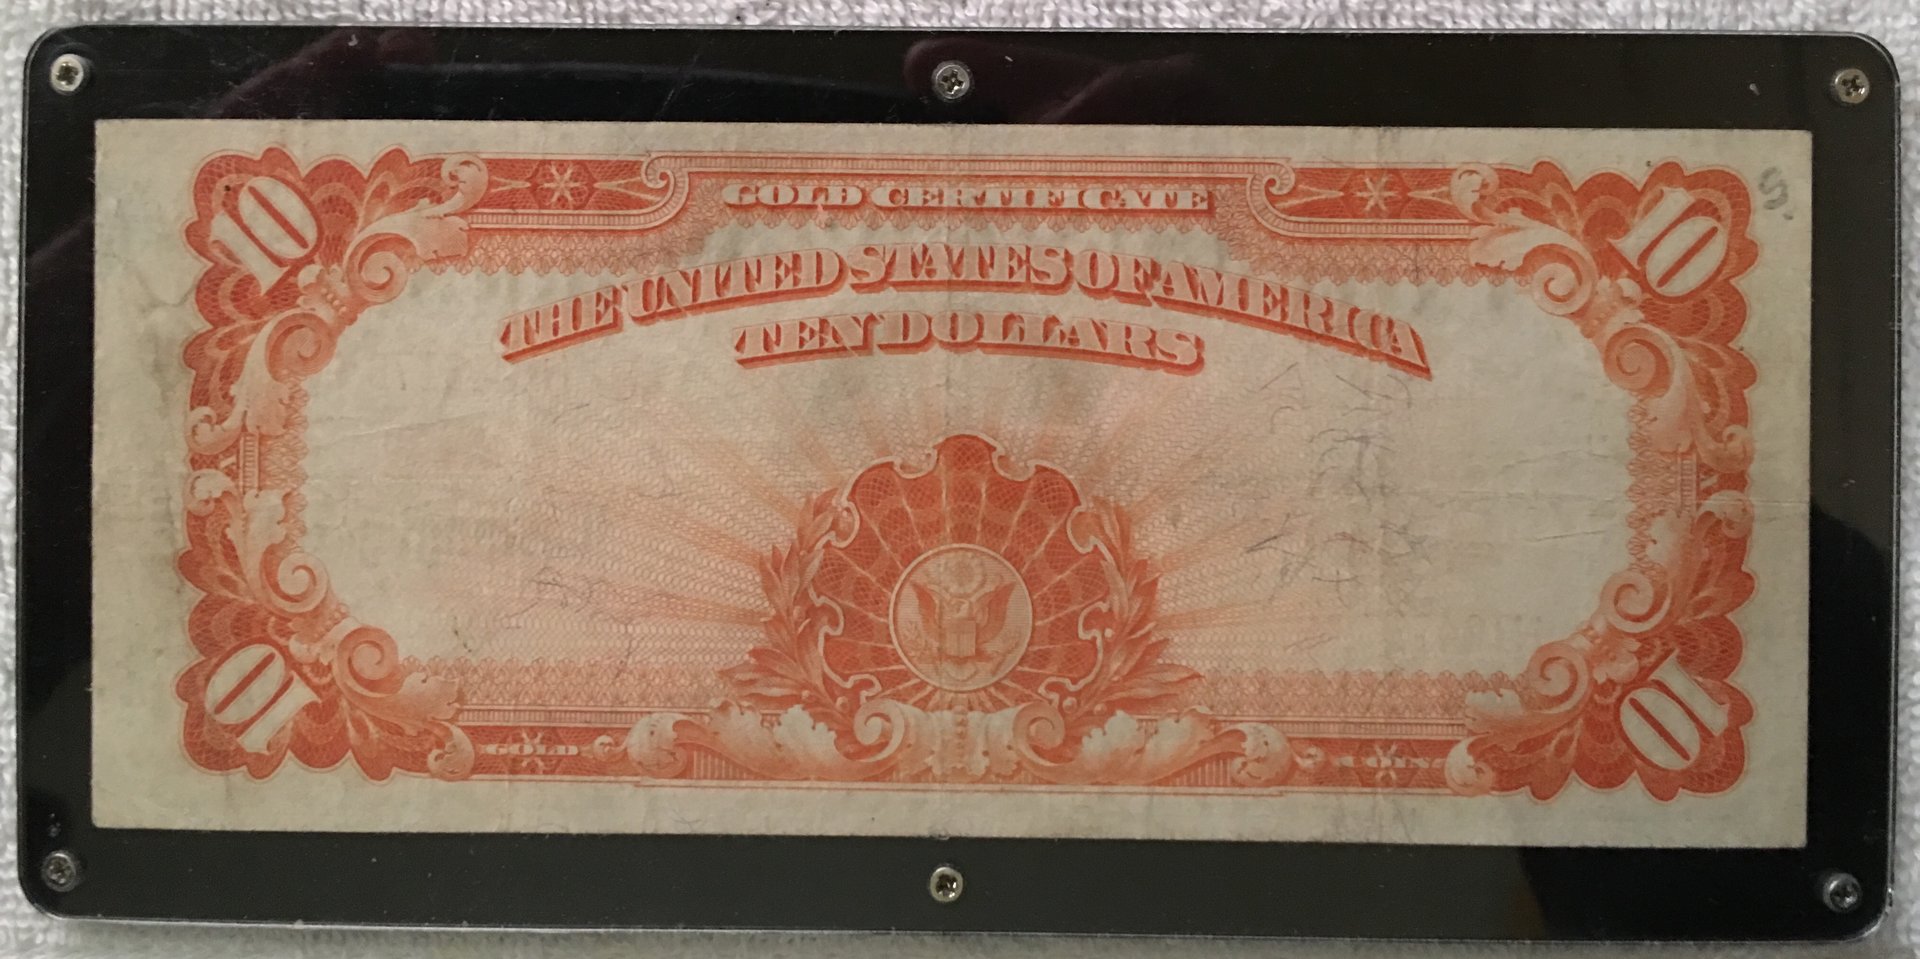 10 GOLD CERTIFICATE 10
S.
THE UNITED STATES OF AMERICA
TEN DOLLARS
10 GOLD COIN 10